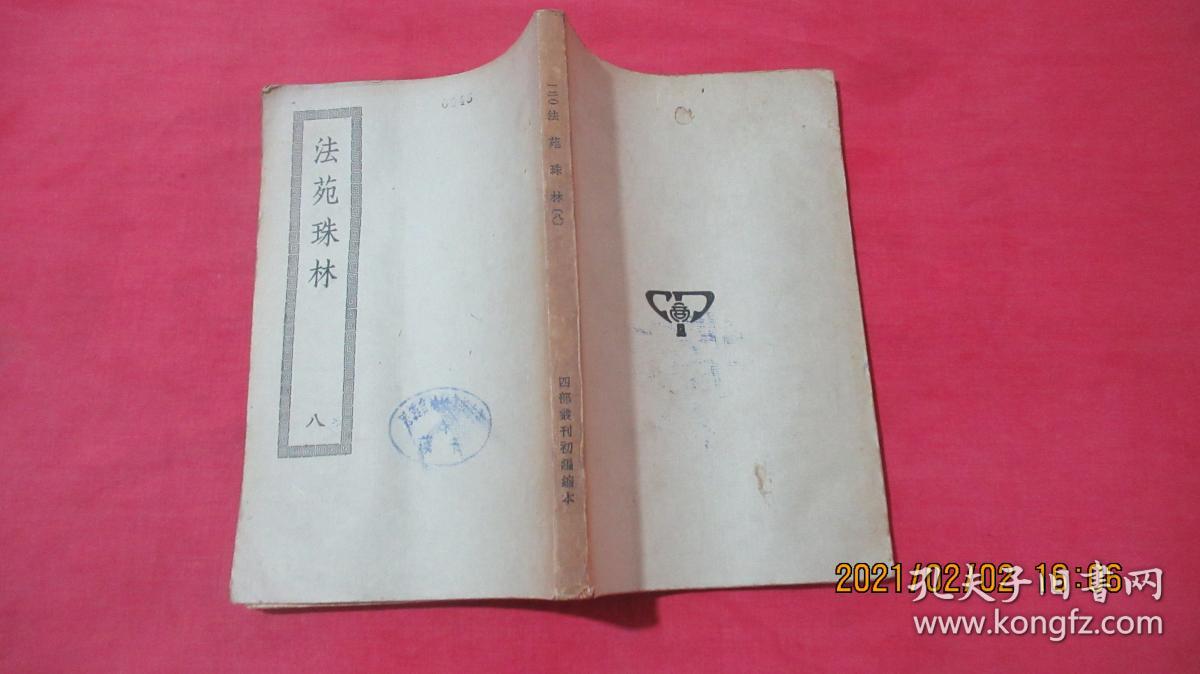 法苑珠林
八
一二〇法苑珠林〔八〕
四部叢刊初編縮本
2021/02/02 16:06
孔夫子旧書网
www.kongfz.com